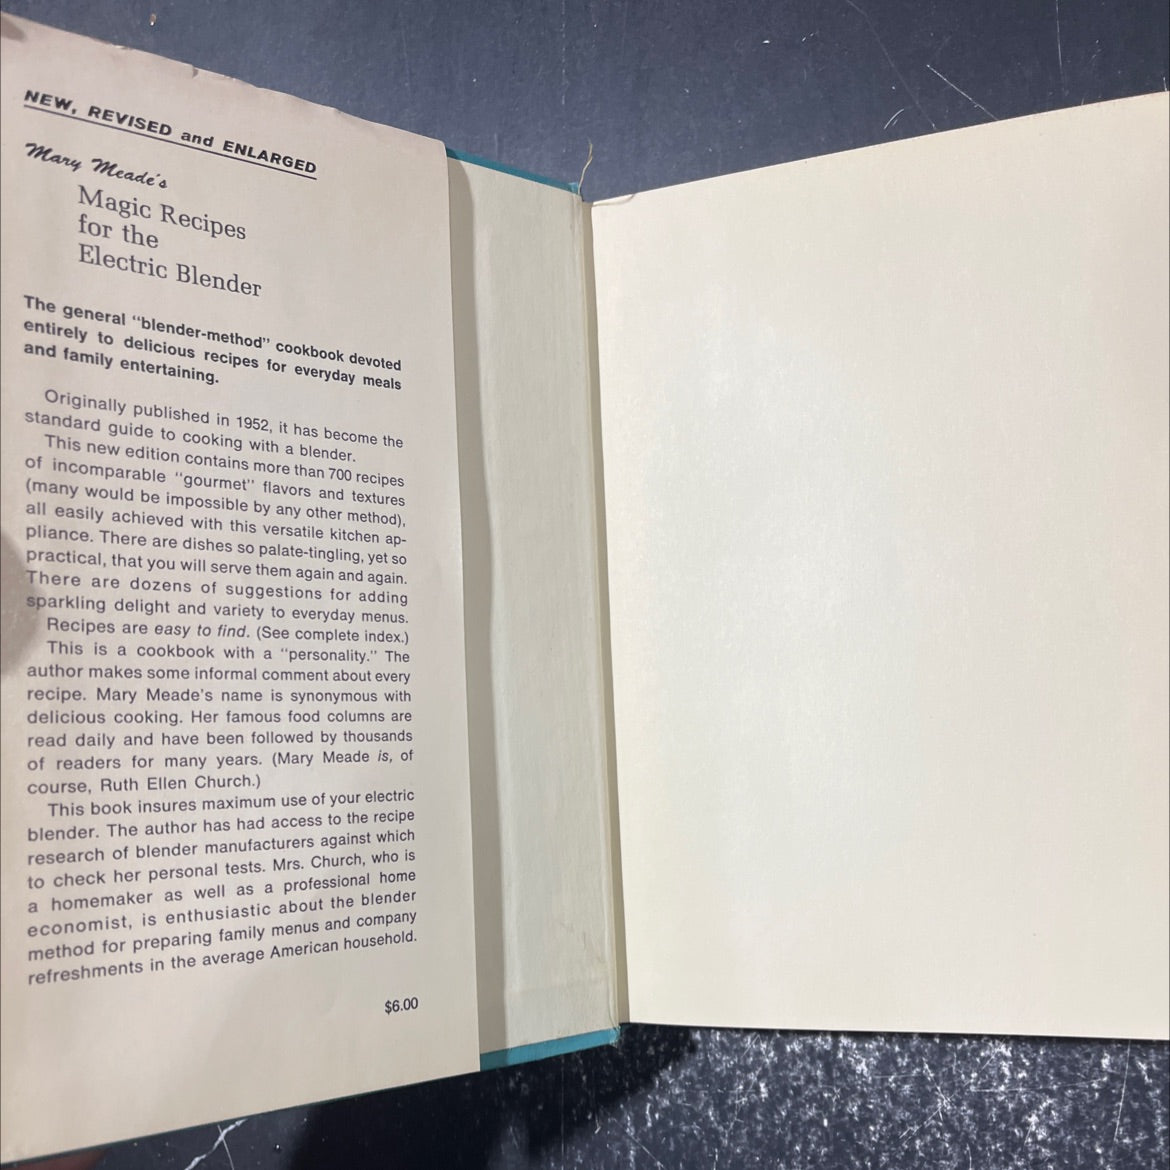 NEW, REVISED and ENLARGED
Mary Meade's
Magic Recipes
for the
Electric Blender
The general "blender-method" cookbook devoted
entirely to delicious recipes for everyday meals
and family entertaining.
Originally published in 1952, it has become the
standard guide to cooking with a blender.
This new edition contains more than 700 recipes
of incomparable "gourmet" flavors and textures
(many would be impossible by any other method),
all easily achieved with this versatile kitchen ap-
pliance. There are dishes so palate-tingling, yet so
practical, that you will serve them again and again.
There are dozens of suggestions for adding
sparkling delight and variety to everyday menus.
Recipes are easy to find. (See complete index.)
This is a cookbook with a "personality." The
author makes some informal comment about every
recipe. Mary Meade's name is synonymous with
delicious cooking. Her famous food columns are
read daily and have been followed by thousands
of readers for many years. (Mary Meade is, of
course, Ruth Ellen Church.)
This book insures maximum use of your electric
blender. The author has had access to the recipe
research of blender manufacturers against which
to check her personal tests. Mrs. Church, who is
a homemaker as well as a professional home
economist, is enthusiastic about the blender
method for preparing family menus and company
refreshments in the average American household.
$6.00